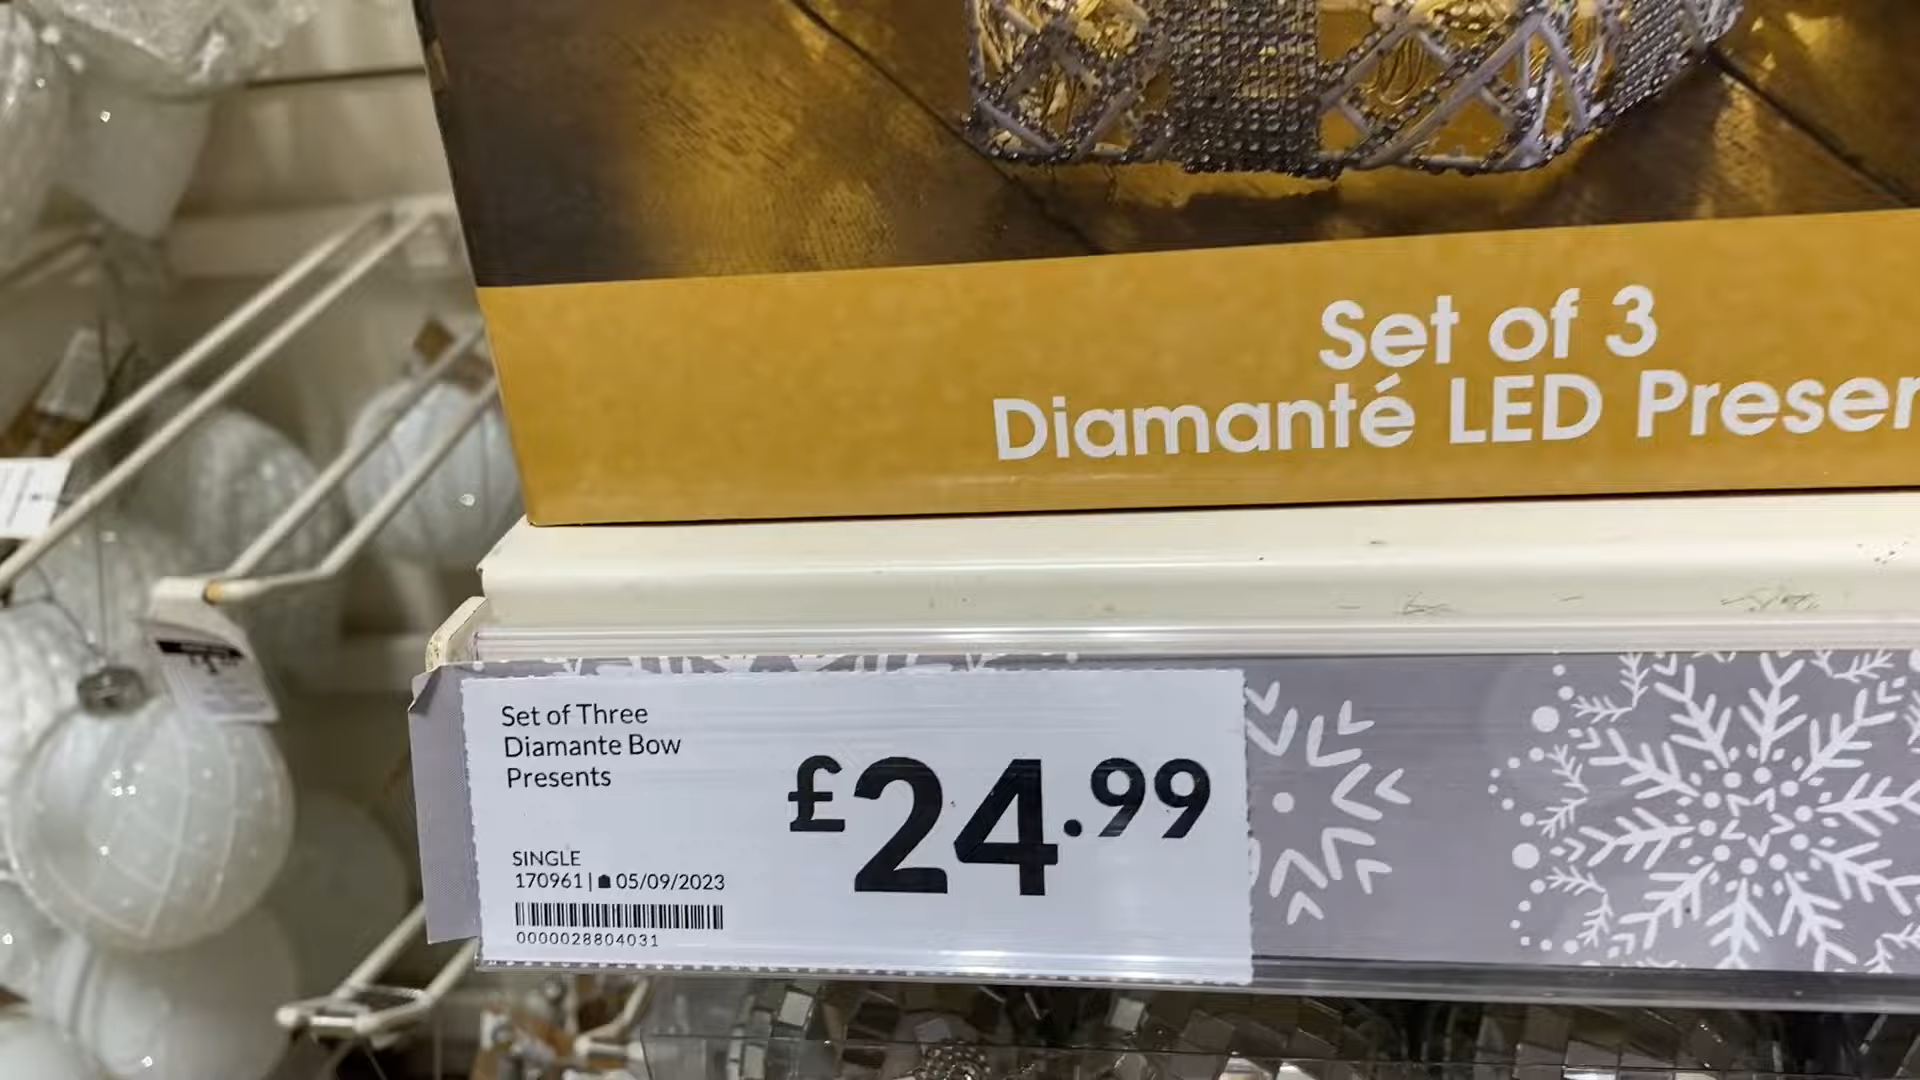 Set of 3
Diamanté LED Presen
Set of Three
Diamante Bow
Presents
£24.99
SINGLE
170961 | 05/09/2023
0000028804031